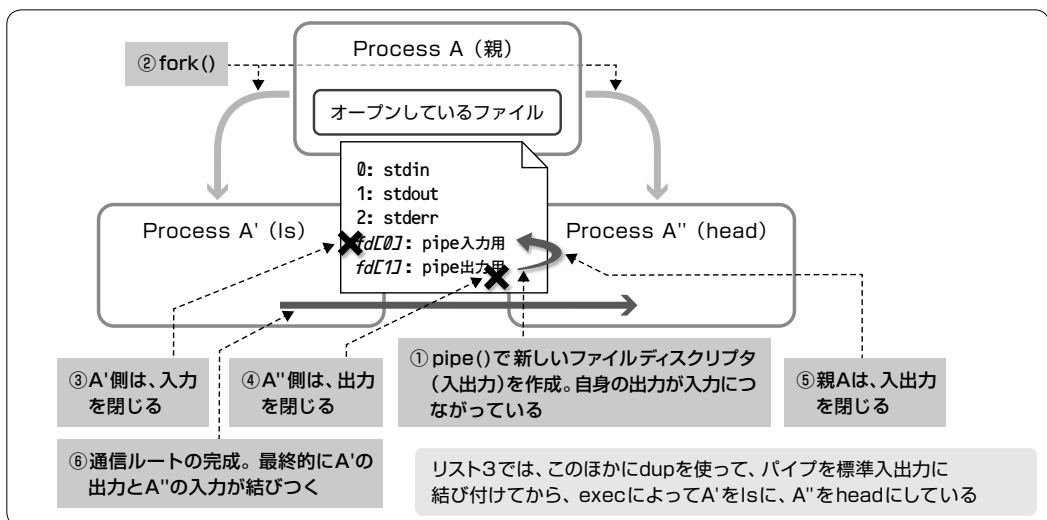 Process A（親）
②fork()
オープンしているファイル
0: stdin
1: stdout
2: stderr
fd[0]: pipe入力用
fd[1]: pipe出力用
Process A'（ls）
Process A"（head）
③A'側は、入力
を閉じる
④A"側は、出力
を閉じる
①pipe()で新しいファイルディスクリプタ
（入出力）を作成。自身の出力が入力につ
ながっている
⑤親Aは、入出力
を閉じる
⑥通信ルートの完成。最終的にA'の
出力とA"の入力が結びつく
リスト3では、このほかにdupを使って、パイプを標準入出力に
結び付けてから、execによってA'をlsに、A"をheadにしている